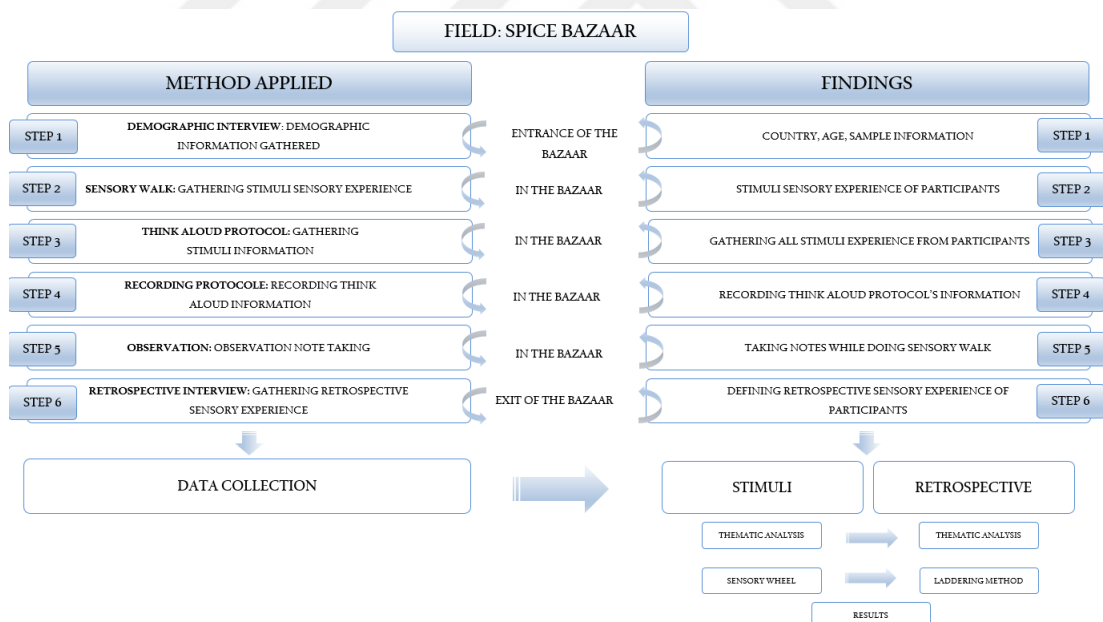 FIELD: SPICE BAZAAR
METHOD APPLIED
FINDINGS
STEP 1
DEMOGRAPHIC INTERVIEW: DEMOGRAPHIC
INFORMATION GATHERED
ENTRANCE OF THE
BAZAAR
COUNTRY, AGE, SAMPLE INFORMATION
STEP 1
STEP 2
SENSORY WALK: GATHERING STIMULI SENSORY EXPERIENCE
IN THE BAZAAR
STIMULI SENSORY EXPERIENCE OF PARTICIPANTS
STEP 2
STEP 3
THINK ALOUD PROTOCOL: GATHERING
STIMULI INFORMATION
IN THE BAZAAR
GATHERING ALL STIMULI EXPERIENCE FROM PARTICIPANTS
STEP 3
STEP 4
RECORDING PROTOCOLE: RECORDING THINK
ALOUD INFORMATION
IN THE BAZAAR
RECORDING THINK ALOUD PROTOCOL'S INFORMATION
STEP 4
STEP 5
OBSERVATION: OBSERVATION NOTE TAKING
IN THE BAZAAR
TAKING NOTES WHILE DOING SENSORY WALK
STEP 5
STEP 6
RETROSPECTIVE INTERVIEW: GATHERING RETROSPECTIVE
SENSORY EXPERIENCE
EXIT OF THE BAZAAR
DEFINING RETROSPECTIVE SENSORY EXPERIENCE OF
PARTICIPANTS
STEP 6
DATA COLLECTION
STIMULI
RETROSPECTIVE
THEMATIC ANALYSIS
THEMATIC ANALYSIS
SENSORY WHEEL
LADDERING METHOD
RESULTS